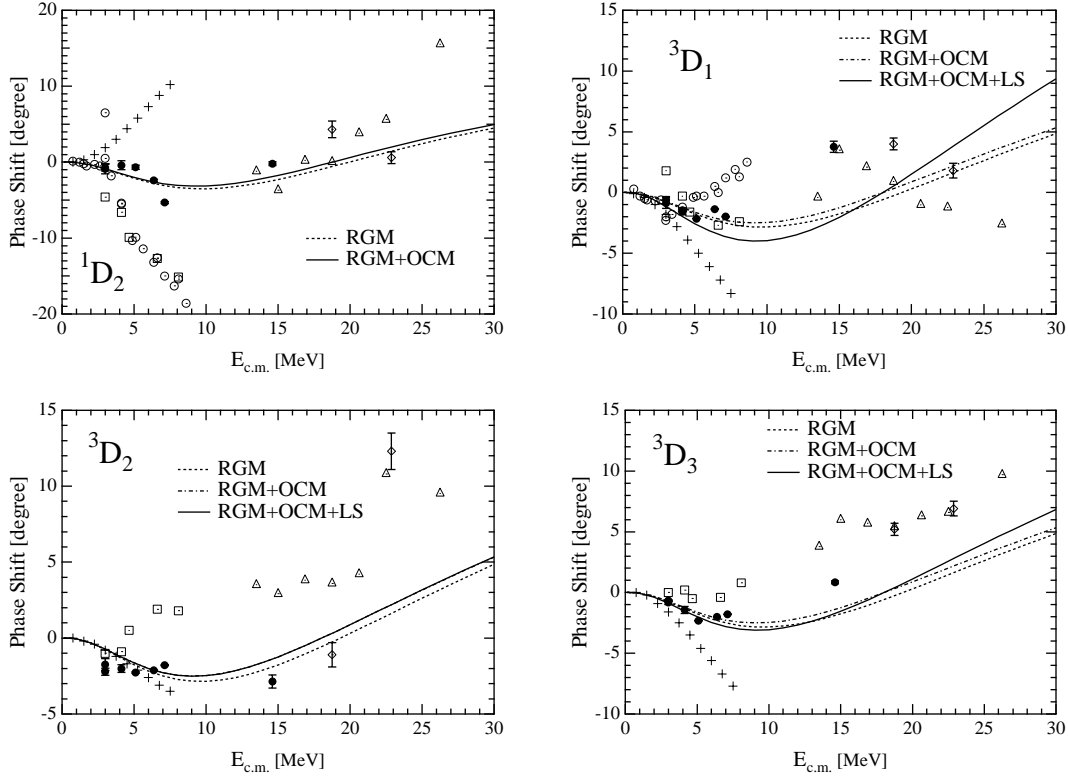 20
10
0
-10
-20
Phase Shift [degree]
¹D₂
RGM
RGM+OCM
0 5 10 15 20 25 30
E_c.m. [MeV]
15
10
5
0
-5
-10
Phase Shift [degree]
³D₁
RGM
RGM+OCM
RGM+OCM+LS
0 5 10 15 20 25 30
E_c.m. [MeV]
15
10
5
0
-5
Phase Shift [degree]
³D₂
RGM
RGM+OCM
RGM+OCM+LS
0 5 10 15 20 25 30
E_c.m. [MeV]
15
10
5
0
-5
-10
Phase Shift [degree]
³D₃
RGM
RGM+OCM
RGM+OCM+LS
0 5 10 15 20 25 30
E_c.m. [MeV]